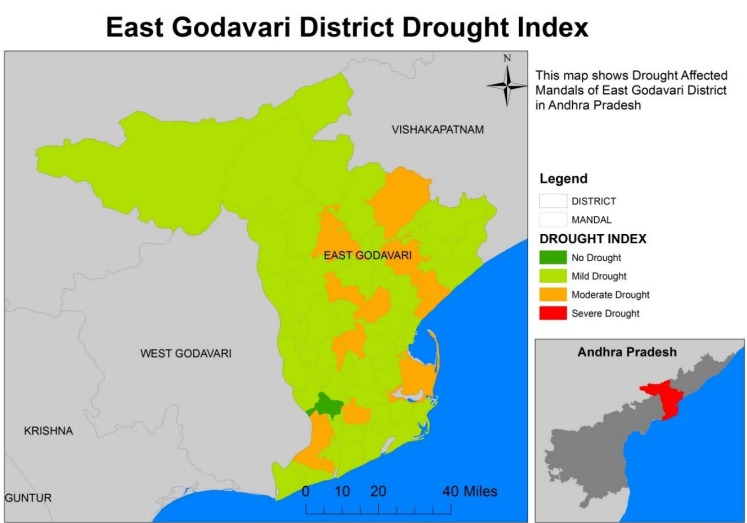 East Godavari District Drought Index
N
This map shows Drought Affected
Mandals of East Godavari District
in Andhra Pradesh
VISHAKAPATNAM
EAST GODAVARI
WEST GODAVARI
KRISHNA
GUNTUR
0 10 20 40 Miles
Legend
DISTRICT
MANDAL
DROUGHT INDEX
No Drought
Mild Drought
Moderate Drought
Severe Drought
Andhra Pradesh